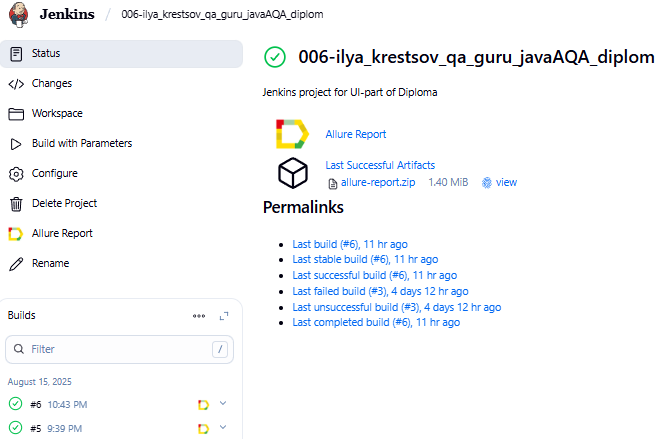 Jenkins / 006-ilya_krestsov_qa_guru_javaAQA_diplom
Status
Changes
Workspace
Build with Parameters
Configure
Delete Project
Allure Report
Rename
Builds
Filter /
August 15, 2025
#6 10:43 PM
#5 9:39 PM
006-ilya_krestsov_qa_guru_javaAQA_diplom
Jenkins project for UI-part of Diploma
Allure Report
Last Successful Artifacts
allure-report.zip 1.40 MiB view
Permalinks
Last build (#6), 11 hr ago
Last stable build (#6), 11 hr ago
Last successful build (#6), 11 hr ago
Last failed build (#3), 4 days 12 hr ago
Last unsuccessful build (#3), 4 days 12 hr ago
Last completed build (#6), 11 hr ago